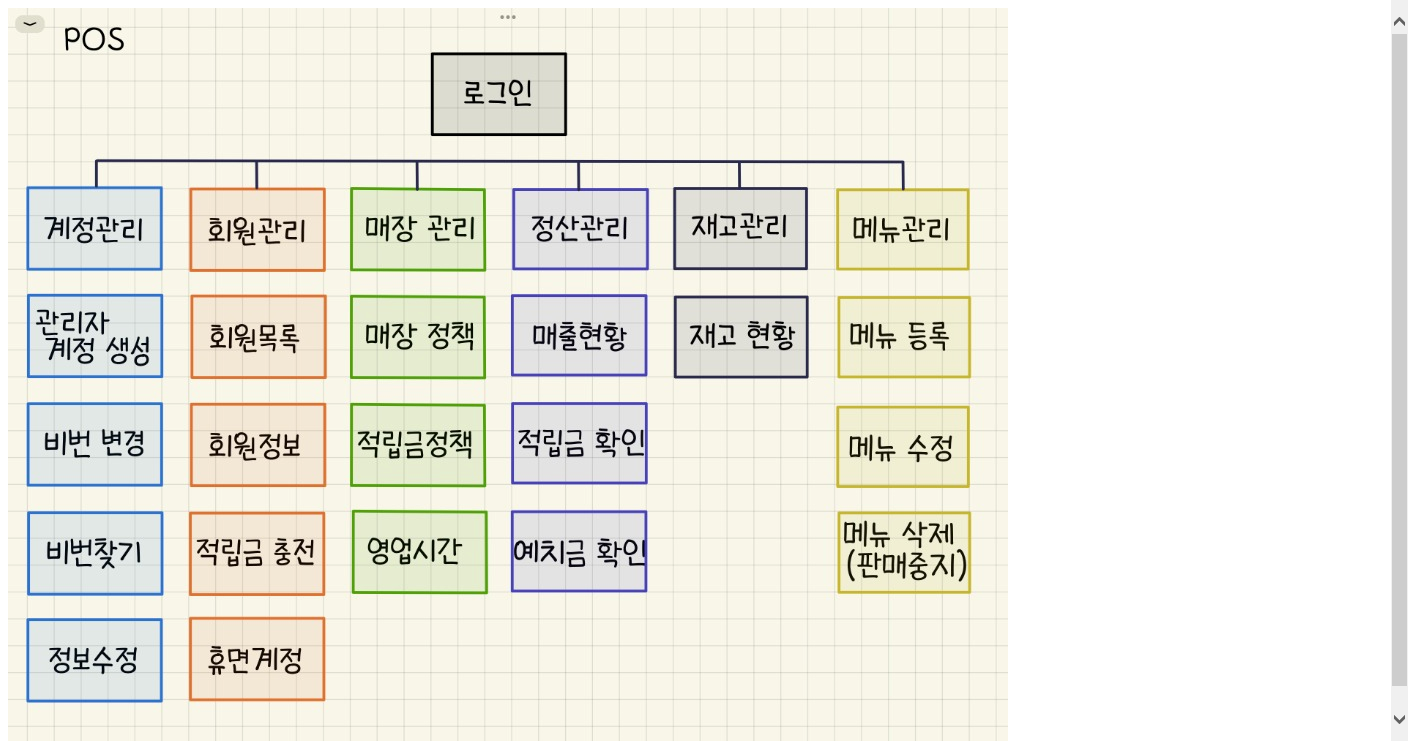 POS
로그인
계정관리
회원관리
매장 관리
정산관리
재고관리
메뉴관리
관리자
계정 생성
회원목록
매장 정책
매출현황
재고 현황
메뉴 등록
비번 변경
회원정보
적립금정책
적립금 확인
메뉴 수정
비번찾기
적립금 충전
영업시간
예치금 확인
메뉴 삭제
(판매중지)
정보수정
휴면계정